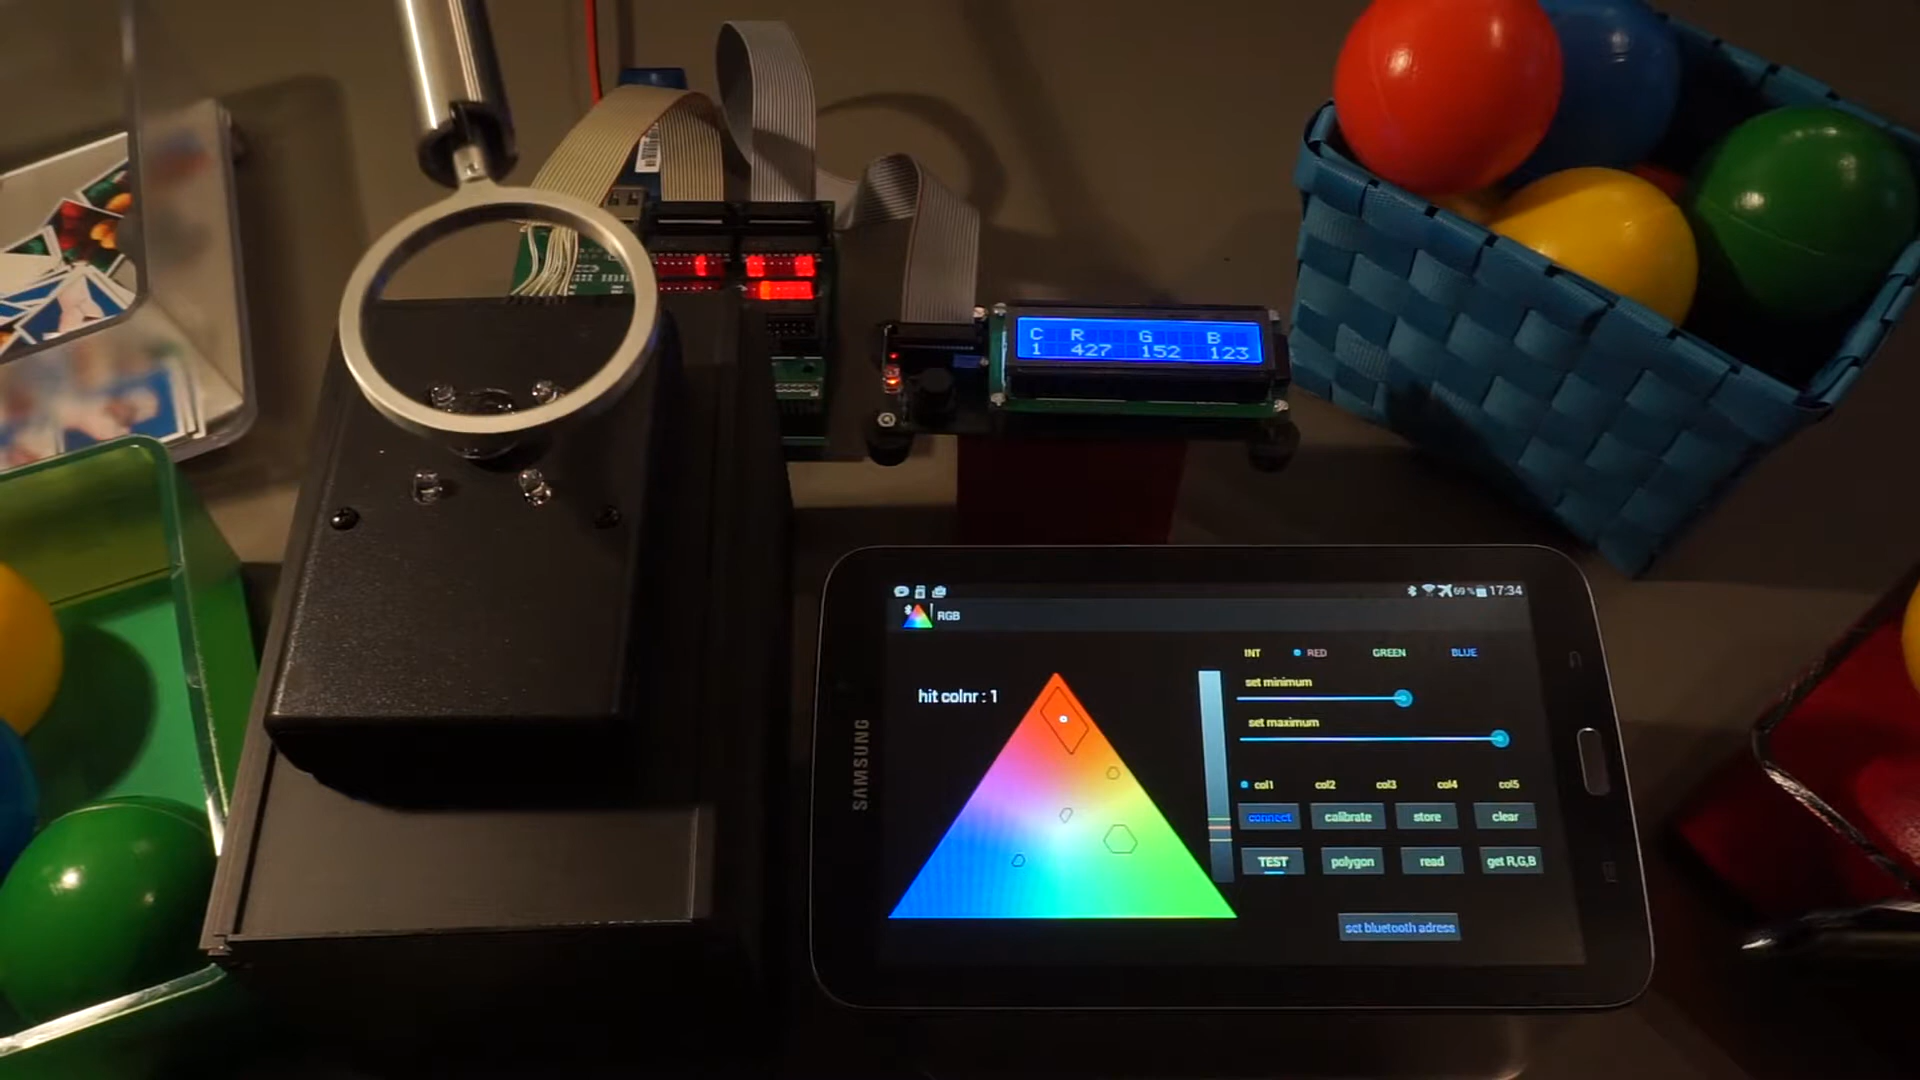 C R G B
1 427 152 123
SAMSUNG
69 % 17:34
RGB
INT RED GREEN BLUE
hit colnr : 1
set minimum
set maximum
col1 col2 col3 col4 col5
connect calibrate store clear
TEST polygon read get R,G,B
set bluetooth adress